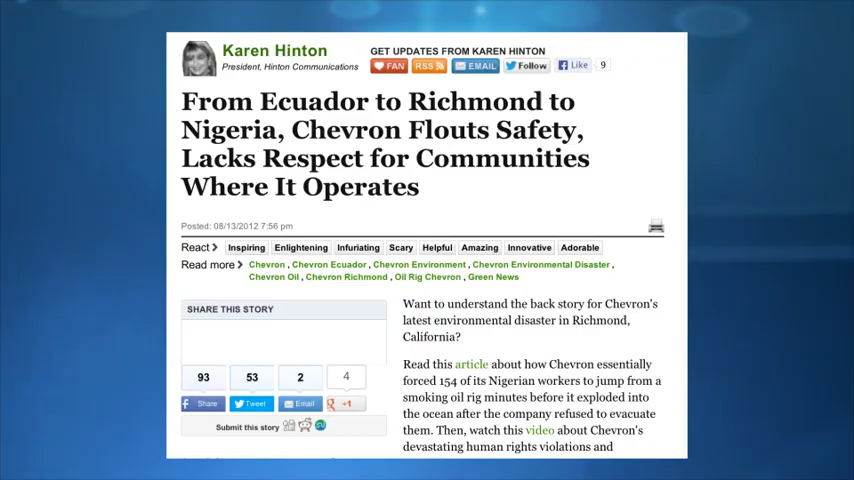 Karen Hinton
President, Hinton Communications
GET UPDATES FROM KAREN HINTON
FAN RSS EMAIL Follow Like 9
From Ecuador to Richmond to
Nigeria, Chevron Flouts Safety,
Lacks Respect for Communities
Where It Operates
Posted: 08/13/2012 7:56 pm
React Inspiring Enlightening Infuriating Scary Helpful Amazing Innovative Adorable
Read more Chevron , Chevron Ecuador , Chevron Environment , Chevron Environmental Disaster ,
Chevron Oil , Chevron Richmond , Oil Rig Chevron , Green News
SHARE THIS STORY
93 53 2 4
Share Tweet Email +1
Submit this story
Want to understand the back story for Chevron's
latest environmental disaster in Richmond,
California?
Read this article about how Chevron essentially
forced 154 of its Nigerian workers to jump from a
smoking oil rig minutes before it exploded into
the ocean after the company refused to evacuate
them. Then, watch this video about Chevron's
devastating human rights violations and